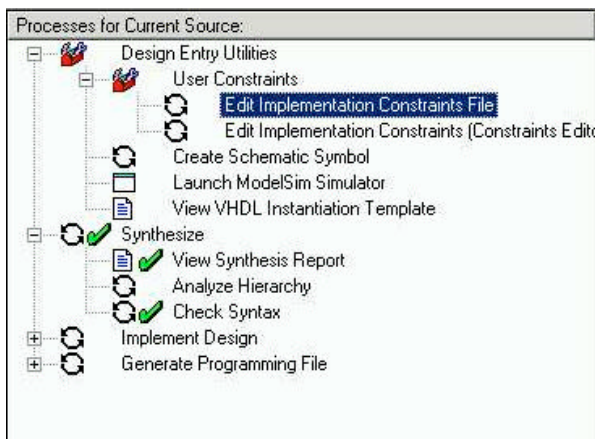 Processes for Current Source:
Design Entry Utilities
User Constraints
Edit Implementation Constraints File
Edit Implementation Constraints (Constraints Edito
Create Schematic Symbol
Launch ModelSim Simulator
View VHDL Instantiation Template
Synthesize
View Synthesis Report
Analyze Hierarchy
Check Syntax
Implement Design
Generate Programming File